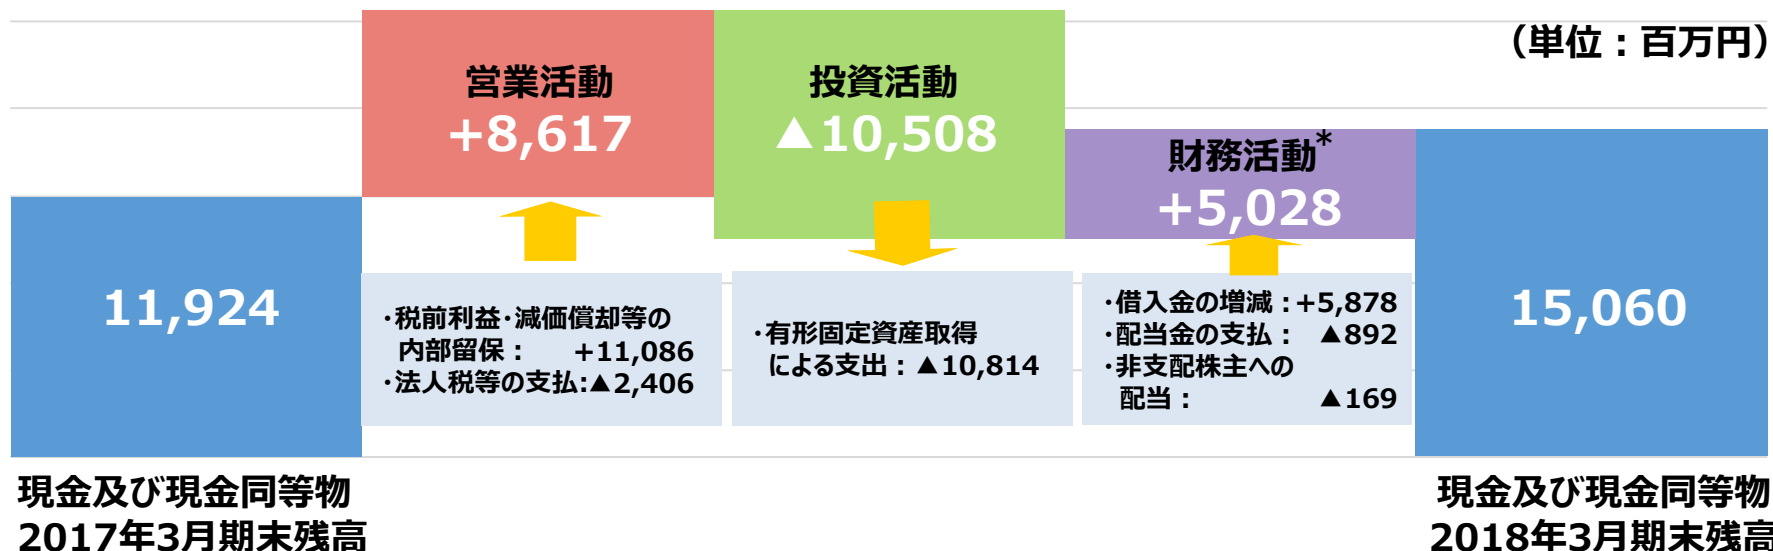 (単位：百万円)
営業活動
+8,617
投資活動
▲10,508
財務活動*
+5,028
11,924
・税前利益・減価償却等の
内部留保： +11,086
・法人税等の支払:▲2,406
・有形固定資産取得
による支出：▲10,814
・借入金の増減：+5,878
・配当金の支払： ▲892
・非支配株主への
配当： ▲169
15,060
現金及び現金同等物
2017年3月期末残高
現金及び現金同等物
2018年3月期末残高